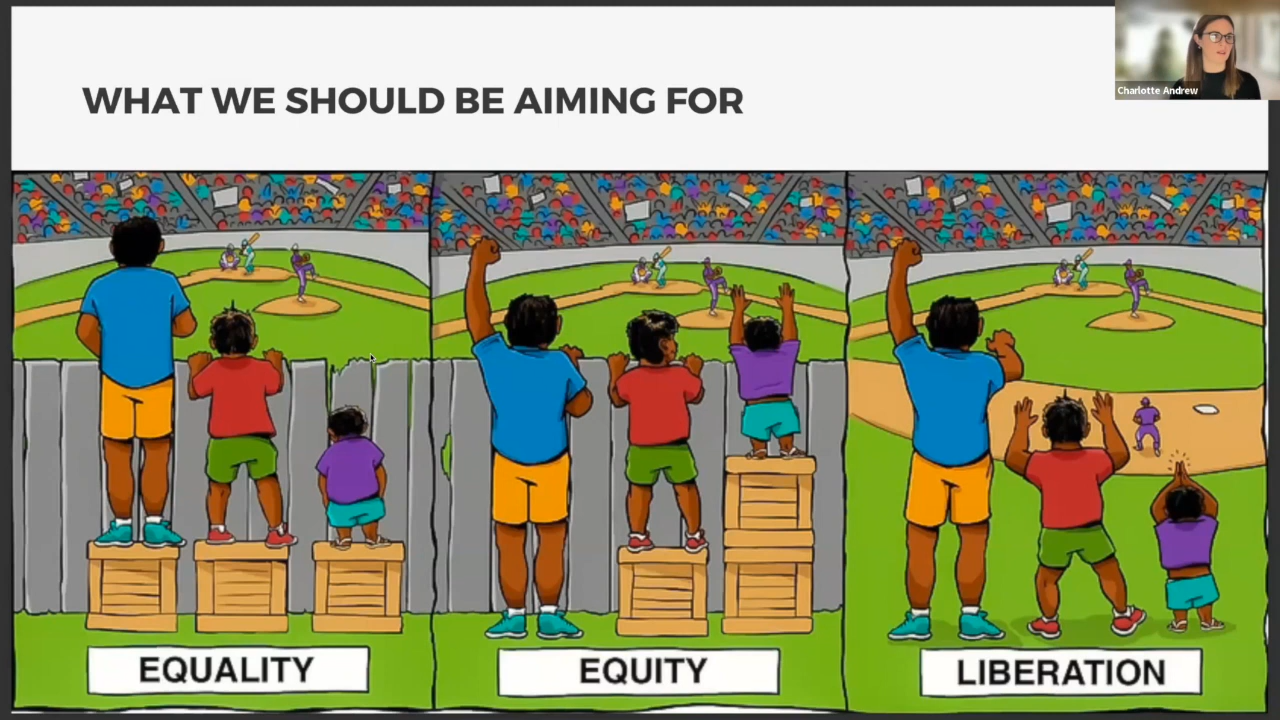 WHAT WE SHOULD BE AIMING FOR
Charlotte Andrew
EQUALITY
EQUITY
LIBERATION